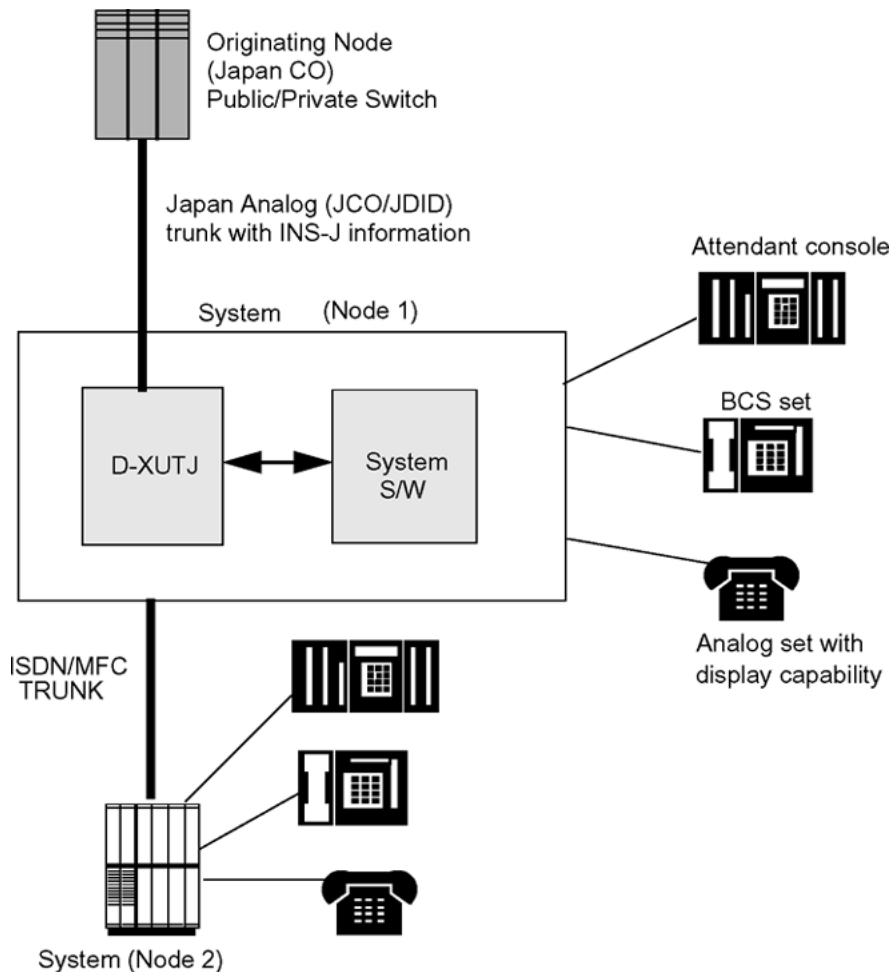 Originating Node
(Japan CO)
Public/Private Switch
Japan Analog (JCO/JDID)
trunk with INS-J information
System (Node 1)
Attendant console
D-XUTJ
System
S/W
BCS set
Analog set with
display capability
ISDN/MFC
TRUNK
System (Node 2)